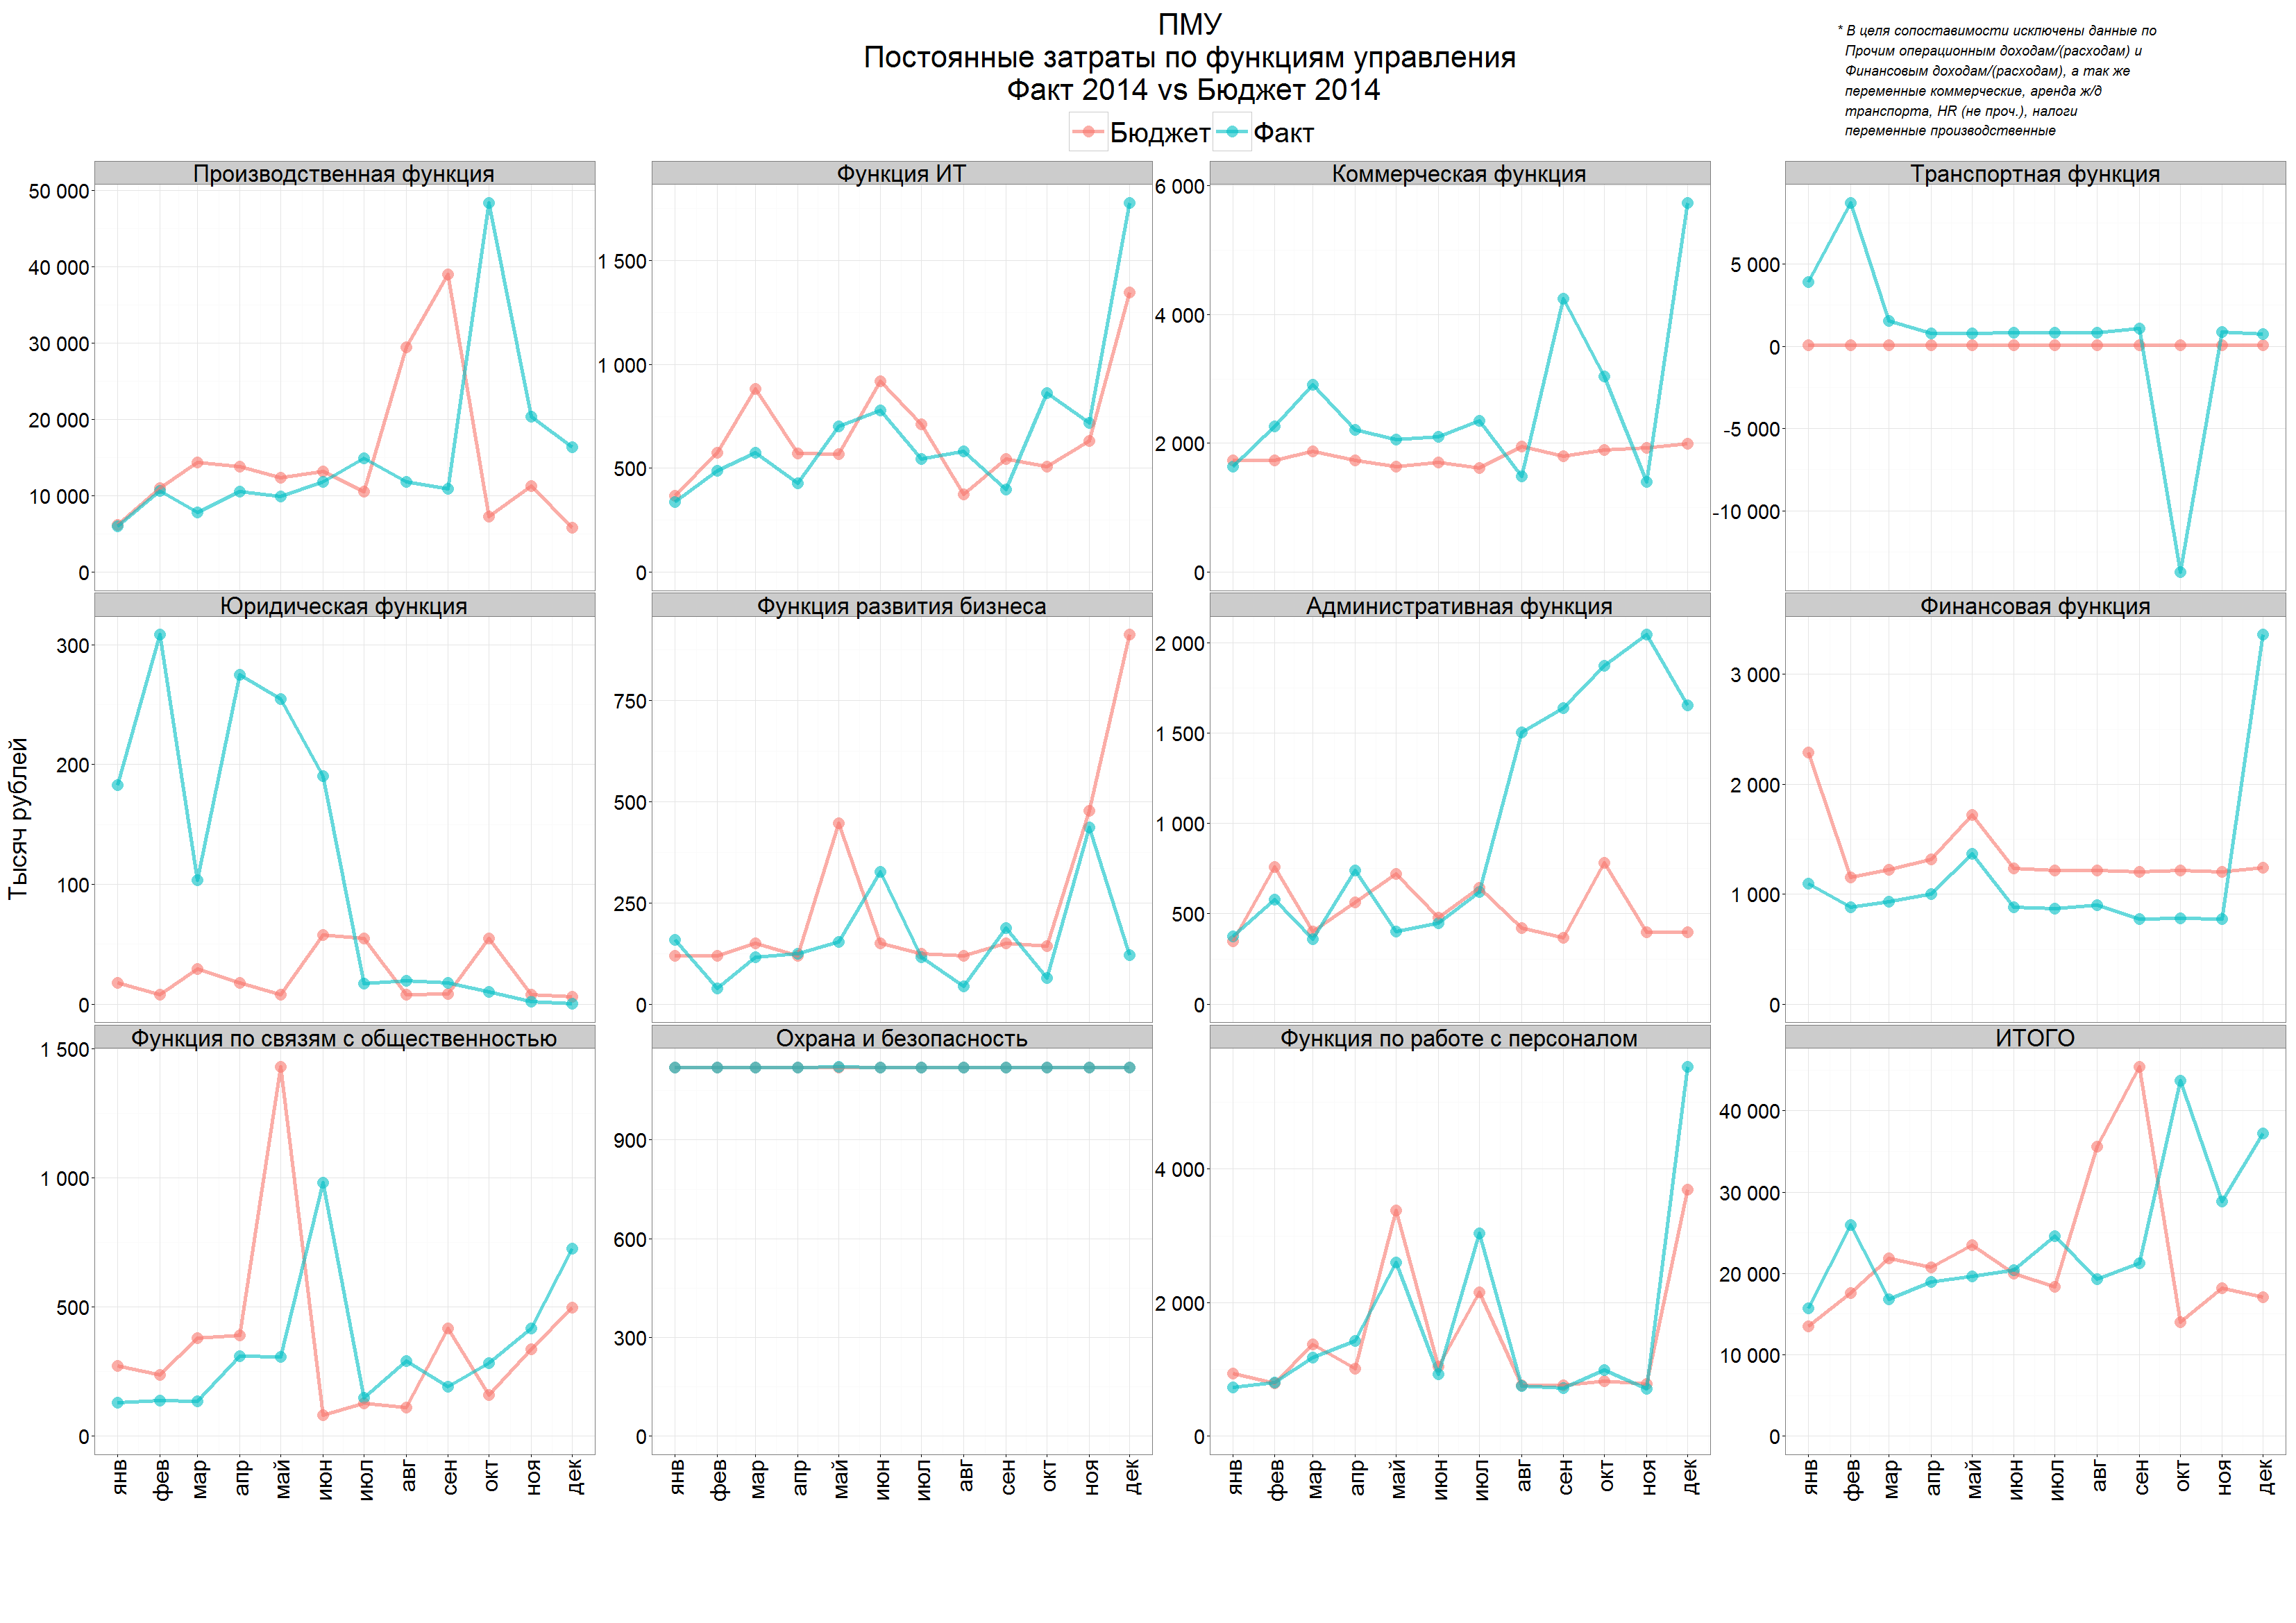 ПМУ
Постоянные затраты по функциям управления
Факт 2014 vs Бюджет 2014
Бюджет Факт
* В целя сопоставимости исключены данные по
Прочим операционным доходам/(расходам) и
Финансовым доходам/(расходам), а так же
переменные коммерческие, аренда ж/д
транспорта, HR (не проч.), налоги
переменные производственные
Тысяч рублей
Производственная функция
50 000
40 000
30 000
20 000
10 000
0
Функция ИТ
1 500
1 000
500
0
Коммерческая функция
6 000
4 000
2 000
0
Транспортная функция
5 000
0
-5 000
-10 000
Юридическая функция
300
200
100
0
Функция развития бизнеса
750
500
250
0
Административная функция
2 000
1 500
1 000
500
0
Финансовая функция
3 000
2 000
1 000
0
Функция по связям с общественностью
1 500
1 000
500
0
янв фев мар апр май июн июл авг сен окт ноя дек
Охрана и безопасность
900
600
300
0
янв фев мар апр май июн июл авг сен окт ноя дек
Функция по работе с персоналом
4 000
2 000
0
янв фев мар апр май июн июл авг сен окт ноя дек
ИТОГО
40 000
30 000
20 000
10 000
0
янв фев мар апр май июн июл авг сен окт ноя дек